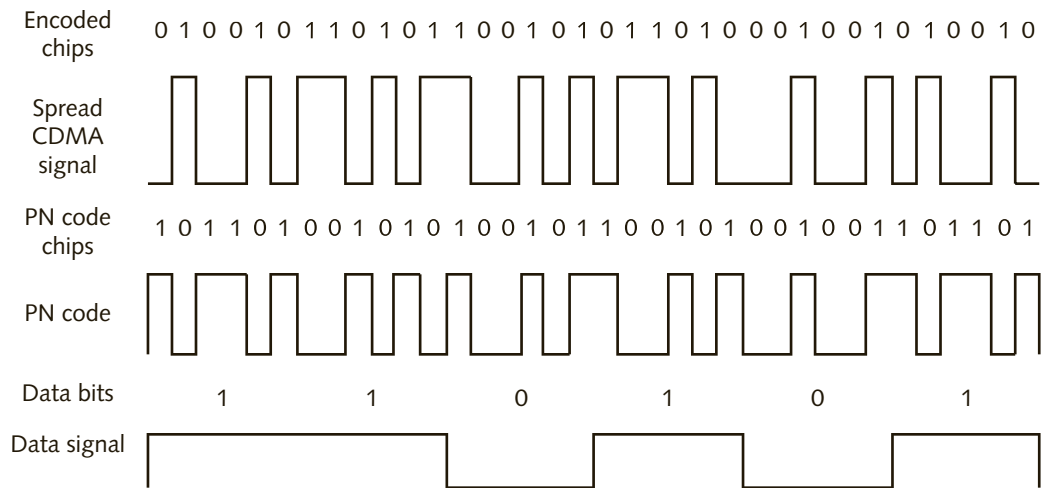 Encoded
chips
0 1 0 0 1 0 1 1 0 1 0 1 1 0 0 1 0 1 0 1 1 0 1 0 0 0 1 0 0 1 0 1 0 0 1 0
Spread
CDMA
signal
PN code
chips
1 0 1 1 0 1 0 0 1 0 1 0 1 0 0 1 0 1 1 0 0 1 0 1 0 0 1 0 0 1 1 0 1 1 0 1
PN code
Data bits
1 1 0 1 0 1
Data signal